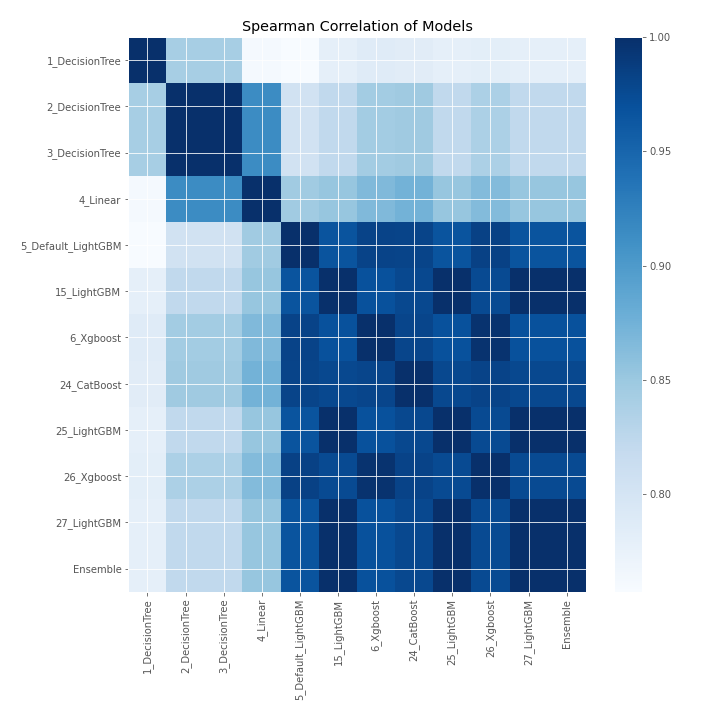 Spearman Correlation of Models
1_DecisionTree
2_DecisionTree
3_DecisionTree
4_Linear
5_Default_LightGBM
15_LightGBM
6_Xgboost
24_CatBoost
25_LightGBM
26_Xgboost
27_LightGBM
Ensemble
1_DecisionTree
2_DecisionTree
3_DecisionTree
4_Linear
5_Default_LightGBM
15_LightGBM
6_Xgboost
24_CatBoost
25_LightGBM
26_Xgboost
27_LightGBM
Ensemble
1.00
0.95
0.90
0.85
0.80